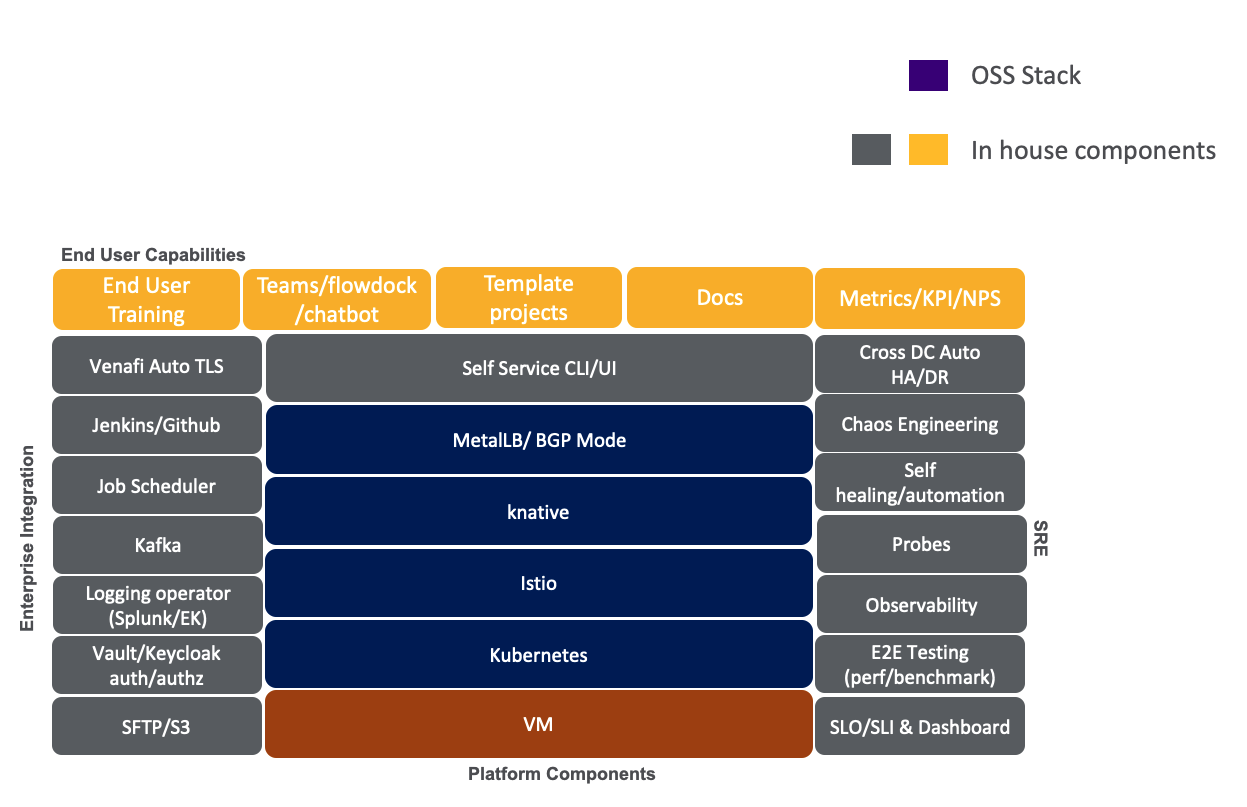 OSS Stack
In house components
End User Capabilities
End User
Training
Teams/flowdock
/chatbot
Template
projects
Docs
Metrics/KPI/NPS
Enterprise Integration
Venafi Auto TLS
Jenkins/Github
Job Scheduler
Kafka
Logging operator
(Splunk/EK)
Vault/Keycloak
auth/authz
SFTP/S3
Self Service CLI/UI
MetalLB/ BGP Mode
knative
Istio
Kubernetes
VM
Platform Components
Cross DC Auto
HA/DR
Chaos Engineering
Self
healing/automation
Probes
Observability
E2E Testing
(perf/benchmark)
SLO/SLI & Dashboard
SRE